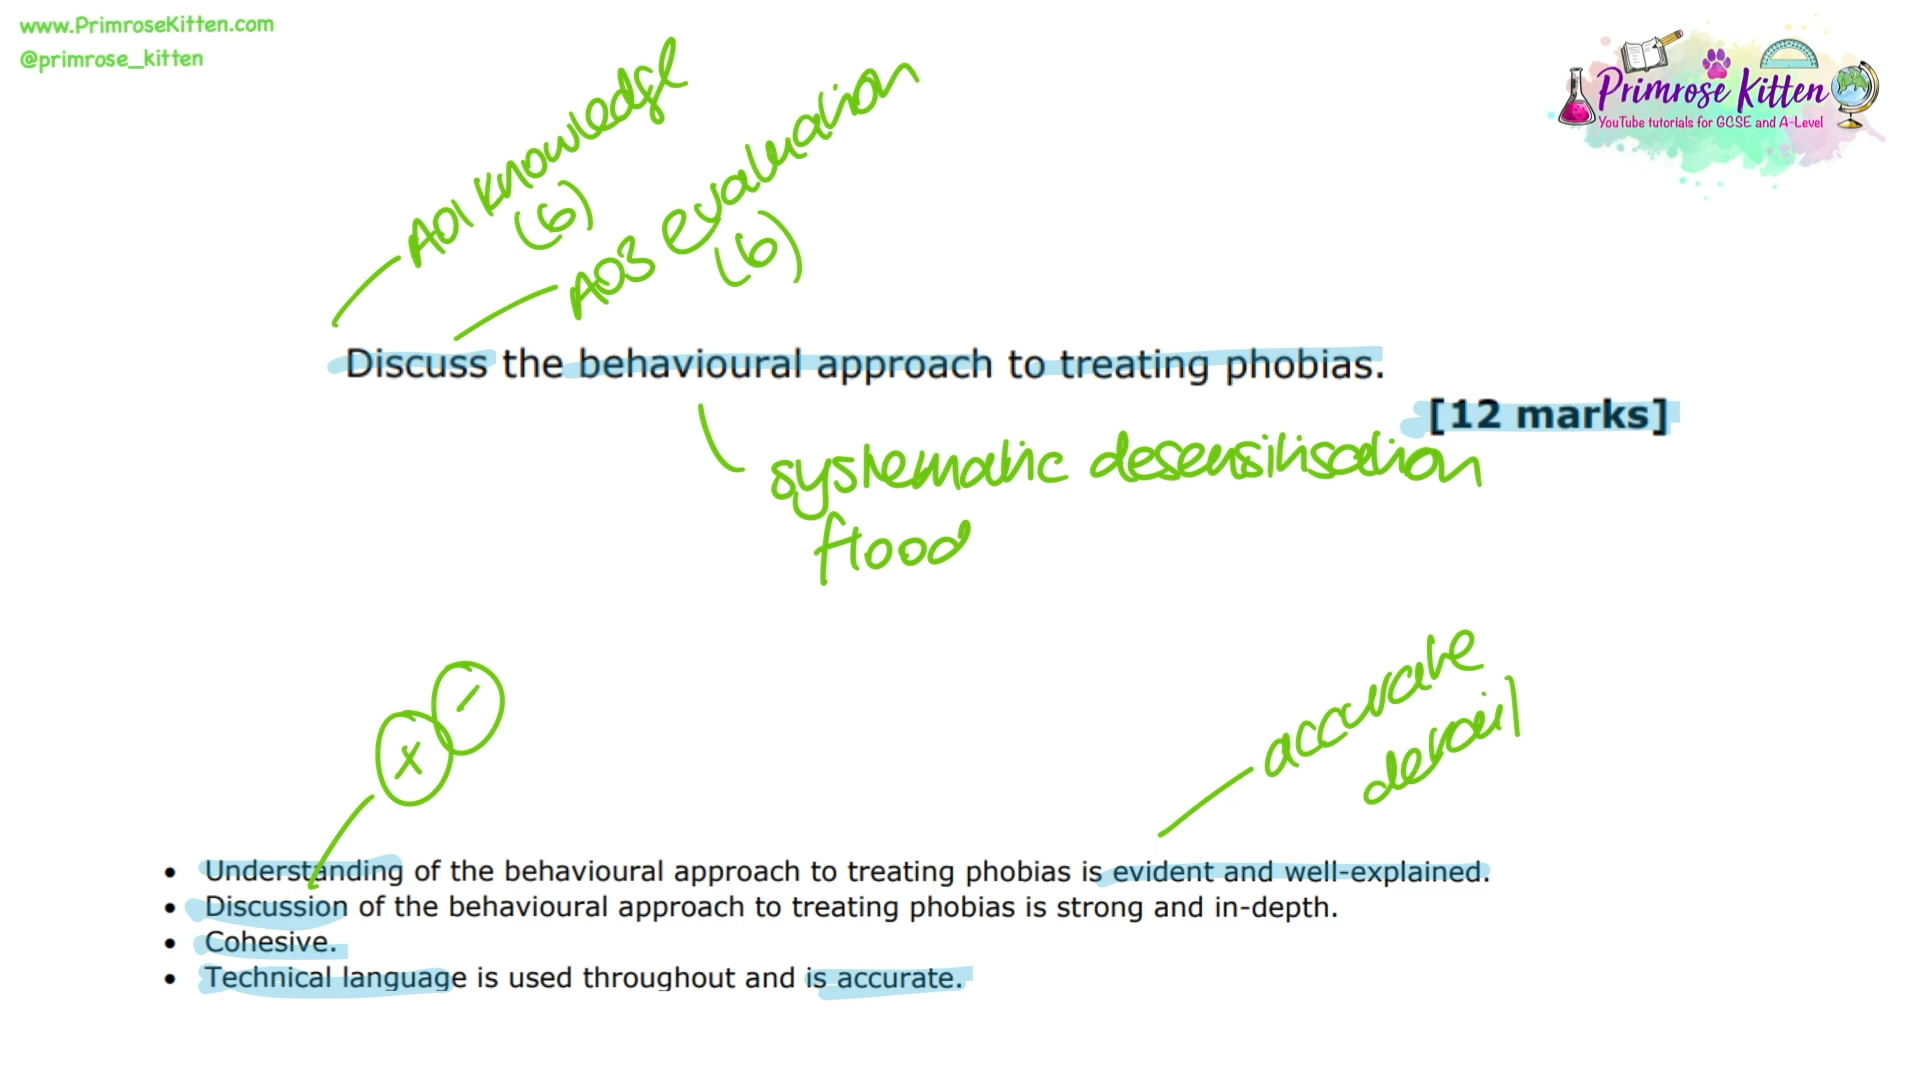 www.PrimroseKitten.com
@primrose_kitten
Primrose Kitten
YouTube tutorials for GCSE and A-Level
AO1 Knowledge
(6)
AO3 evaluation
(6)
Discuss the behavioural approach to treating phobias.
[12 marks]
systematic desensitisation
flood
+ -
accurate
detail
• Understanding of the behavioural approach to treating phobias is evident and well-explained.
• Discussion of the behavioural approach to treating phobias is strong and in-depth.
• Cohesive.
• Technical language is used throughout and is accurate.